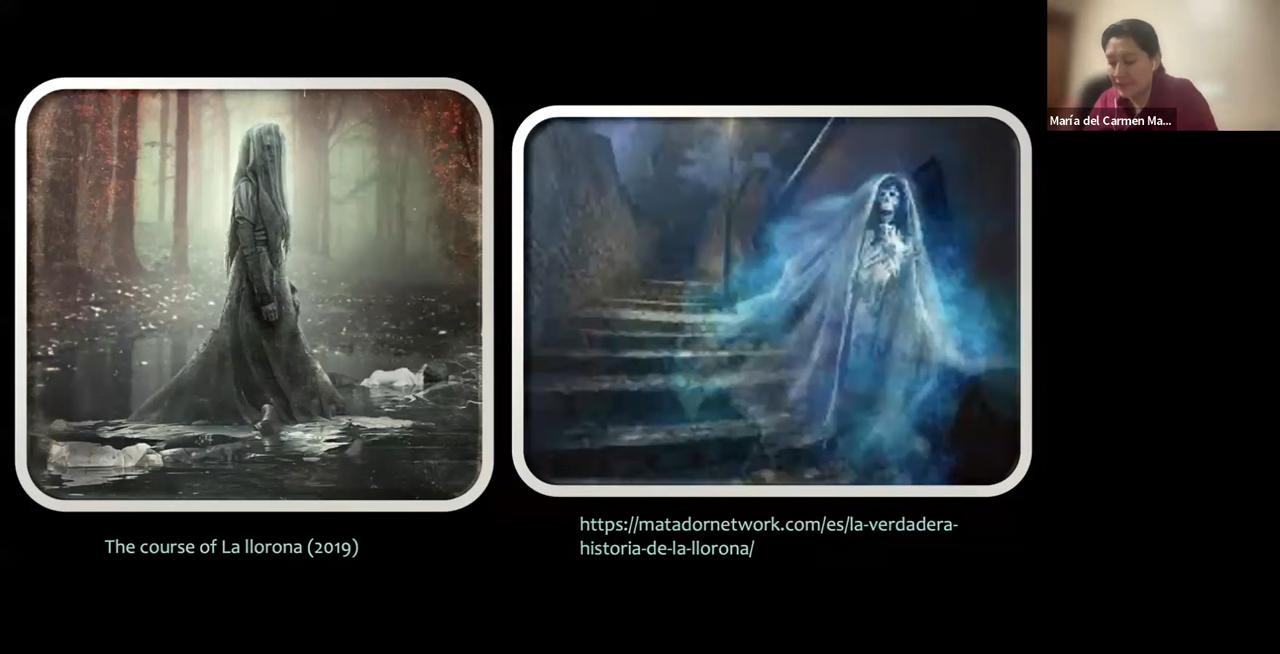 María del Carmen Ma...
The course of La llorona (2019)
https://matadornetwork.com/es/la-verdadera-
historia-de-la-llorona/